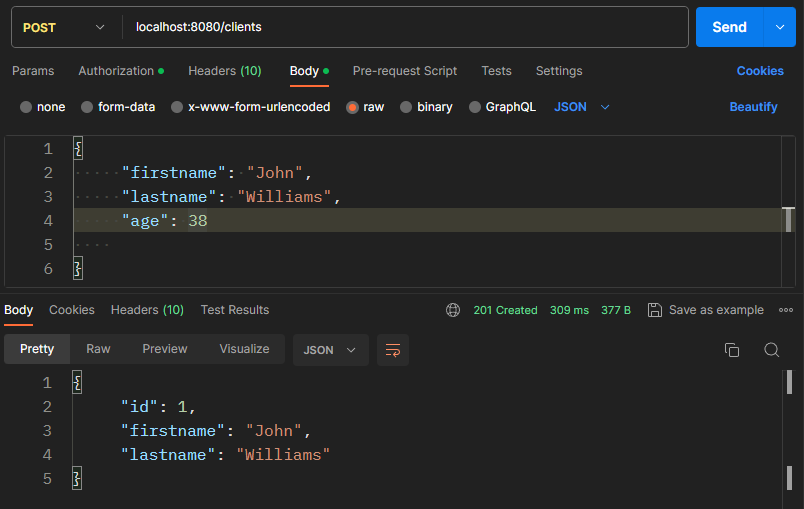 POST localhost:8080/clients Send
Params Authorization Headers (10) Body Pre-request Script Tests Settings Cookies
none form-data x-www-form-urlencoded raw binary GraphQL JSON Beautify
1 {
2 "firstname": "John",
3 "lastname": "Williams",
4 "age": 38
5
6 }
Body Cookies Headers (10) Test Results 201 Created 309 ms 377 B Save as example
Pretty Raw Preview Visualize JSON
1 {
2 "id": 1,
3 "firstname": "John",
4 "lastname": "Williams"
5 }